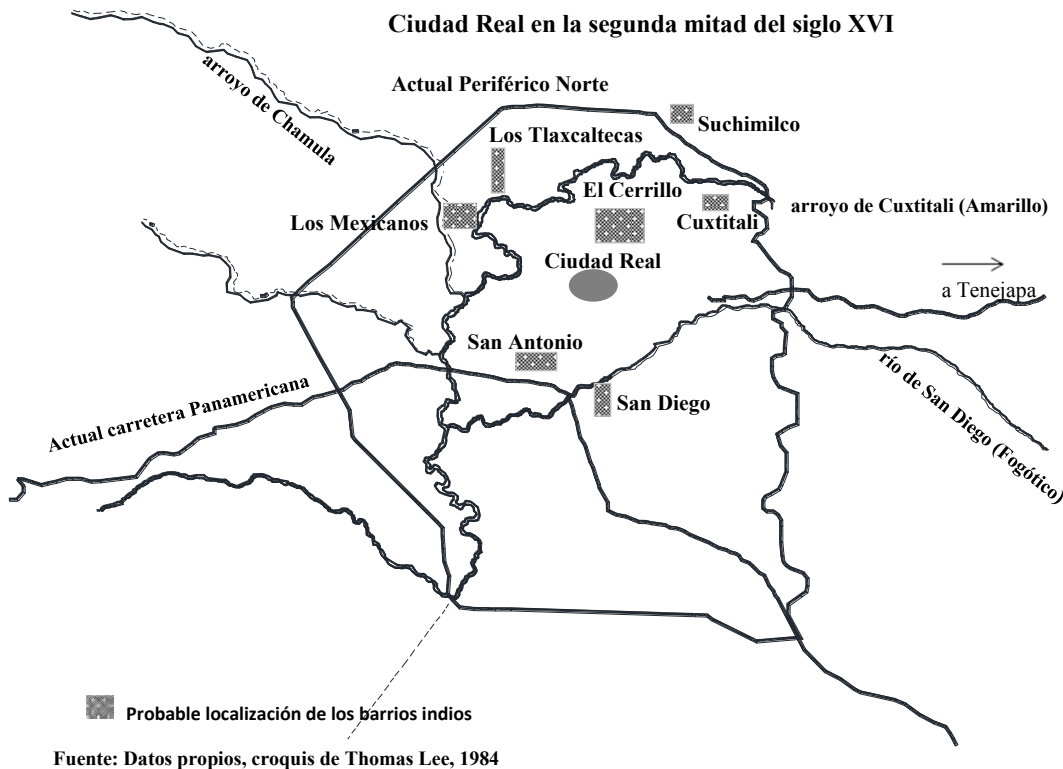 Ciudad Real en la segunda mitad del siglo XVI
arroyo de Chamula
Actual Periférico Norte
Suchimilco
Los Tlaxcaltecas
El Cerrillo
Los Mexicanos
Cuxtitali
arroyo de Cuxtitali (Amarillo)
Ciudad Real
a Tenejapa
San Antonio
San Diego
río de San Diego (Fogótico)
Actual carretera Panamericana
Probable localización de los barrios indios
Fuente: Datos propios, croquis de Thomas Lee, 1984